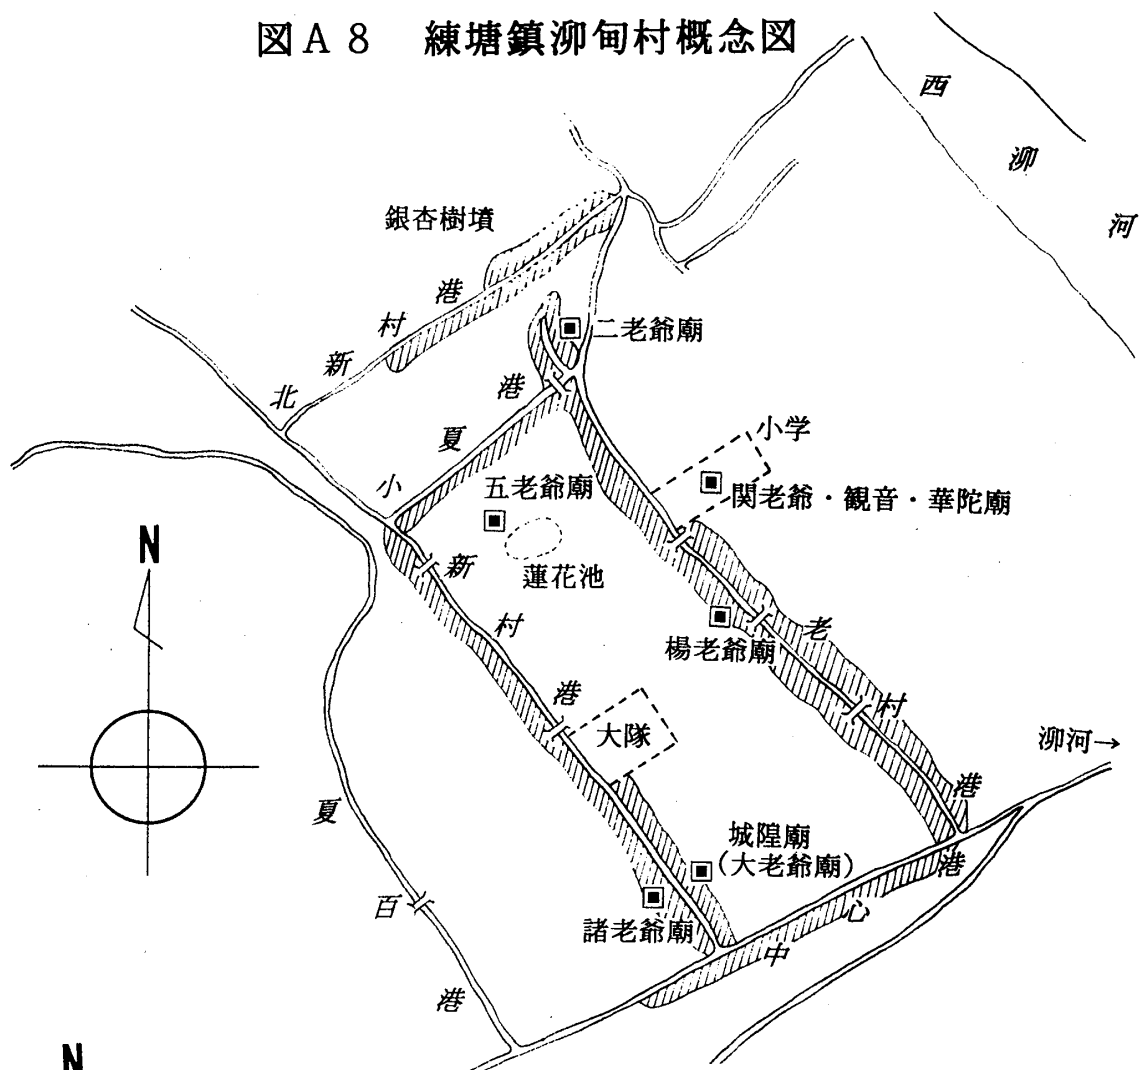 図A8 練塘鎮泖甸村概念図
西泖河
銀杏樹墳
北新村港
二老爺廟
小夏港
小学
関老爺・観音・華陀廟
五老爺廟
蓮花池
N
新村港
楊老爺廟
老村港
大隊
泖河→
夏百港
城隍廟
(大老爺廟)
諸老爺廟
中心港
N